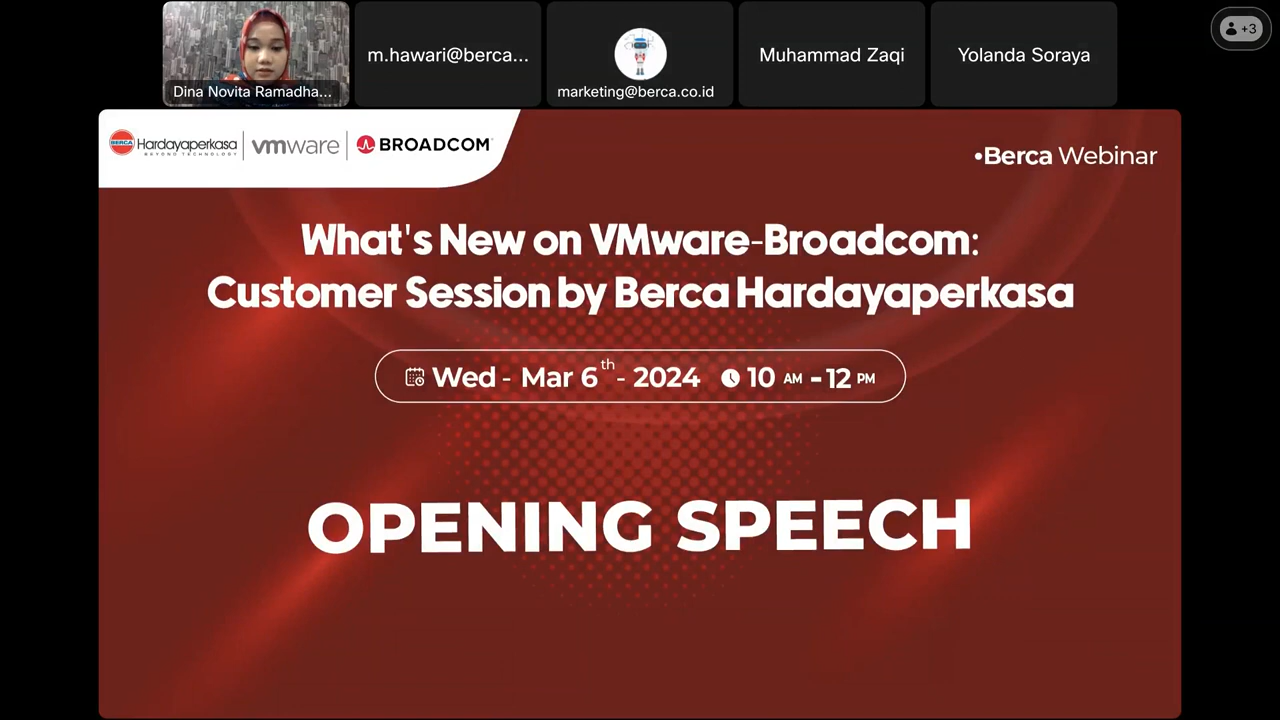 Dina Novita Ramadha...
m.hawari@berca...
marketing@berca.co.id
Muhammad Zaqi
Yolanda Soraya
+3
BERCA Hardayaperkasa
BEYOND TECHNOLOGY
vmware
BROADCOM
•Berca Webinar
What's New on VMware-Broadcom:
Customer Session by Berca Hardayaperkasa
Wed - Mar 6th - 2024 10 AM - 12 PM
OPENING SPEECH